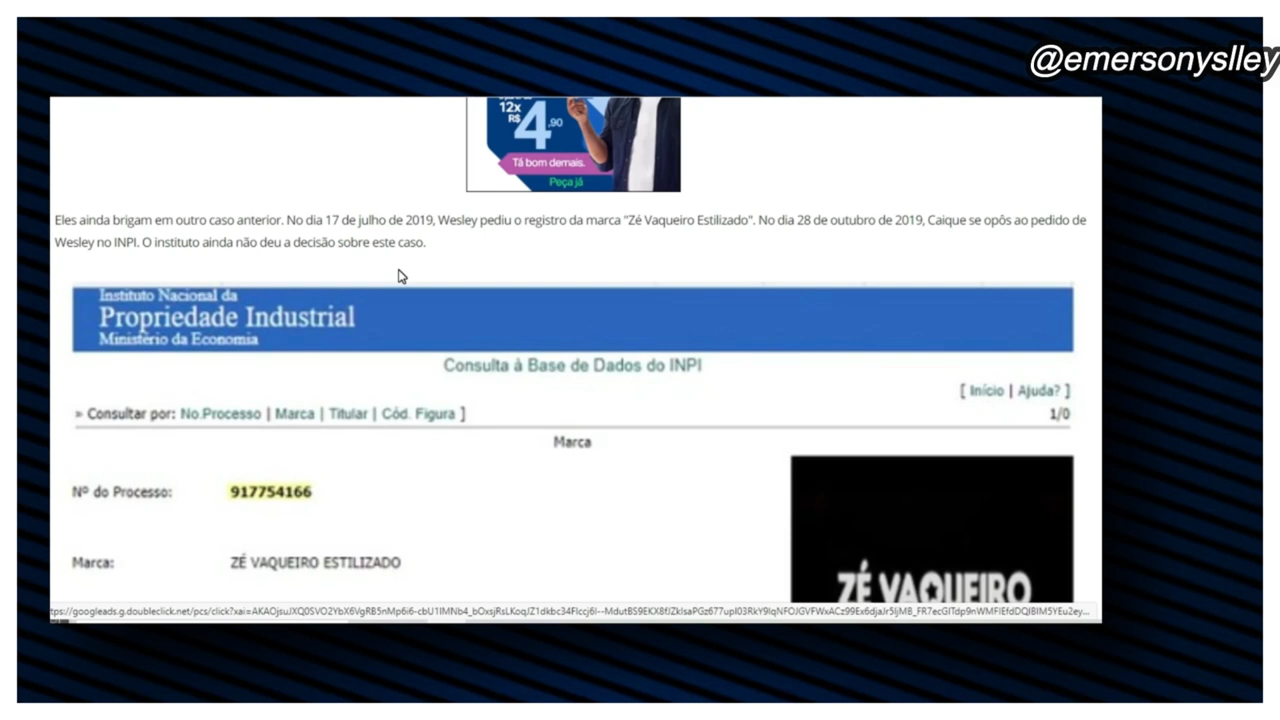 @emersonyslley
12x
R$
4,90
Tá bom demais.
Peça já
Eles ainda brigam em outro caso anterior. No dia 17 de julho de 2019, Wesley pediu o registro da marca "Zé Vaqueiro Estilizado". No dia 28 de outubro de 2019, Caique se opôs ao pedido de
Wesley no INPI. O instituto ainda não deu a decisão sobre este caso.
Instituto Nacional da
Propriedade Industrial
Ministério da Economia
Consulta à Base de Dados do INPI
[ Início | Ajuda? ]
» Consultar por: No.Processo | Marca | Titular | Cód. Figura ]
1/0
Marca
Nº do Processo: 917754166
Marca: ZÉ VAQUEIRO ESTILIZADO
ZÉ VAQUEIRO